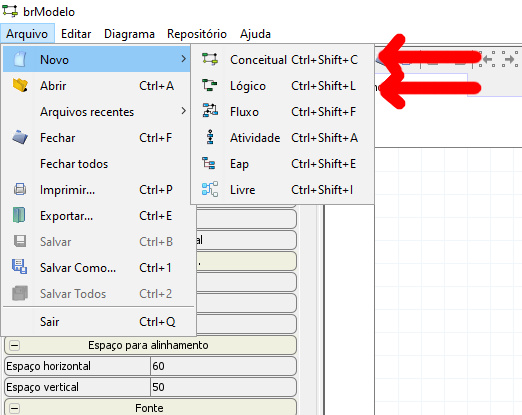 brModelo
Arquivo Editar Diagrama Repositório Ajuda
Novo
Abrir Ctrl+A
Arquivos recentes
Fechar Ctrl+F
Fechar todos
Imprimir... Ctrl+P
Exportar... Ctrl+E
Salvar Ctrl+B
Salvar Como... Ctrl+1
Salvar Todos Ctrl+2
Sair Ctrl+Q
Conceitual Ctrl+Shift+C
Lógico Ctrl+Shift+L
Fluxo Ctrl+Shift+F
Atividade Ctrl+Shift+A
Eap Ctrl+Shift+E
Livre Ctrl+Shift+I
Espaço para alinhamento
Espaço horizontal 60
Espaço vertical 50
Fonte